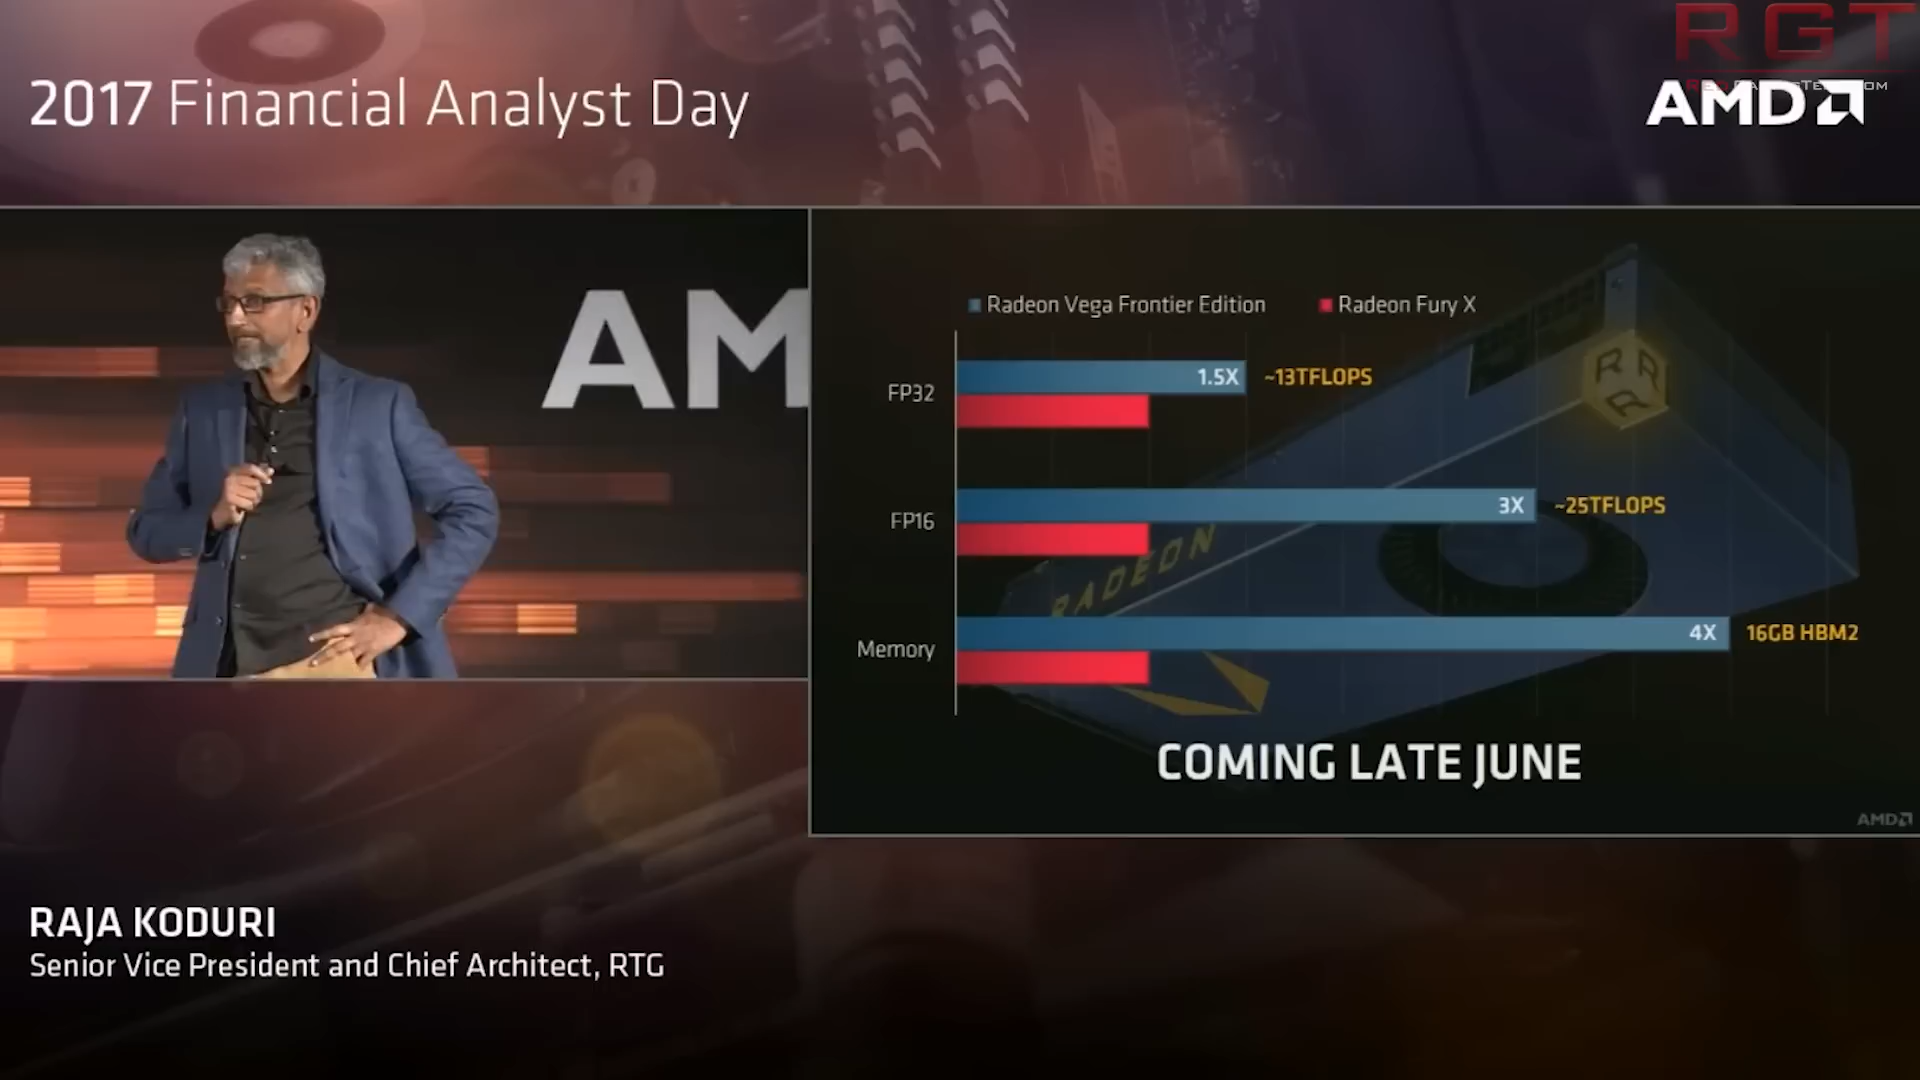 RGT
2017 Financial Analyst Day
AMD
AM
Radeon Vega Frontier Edition
Radeon Fury X
FP32
1.5X
~13TFLOPS
FP16
3X
~25TFLOPS
Memory
4X
16GB HBM2
RADEON
R
R
R
COMING LATE JUNE
AMD
RAJA KODURI
Senior Vice President and Chief Architect, RTG